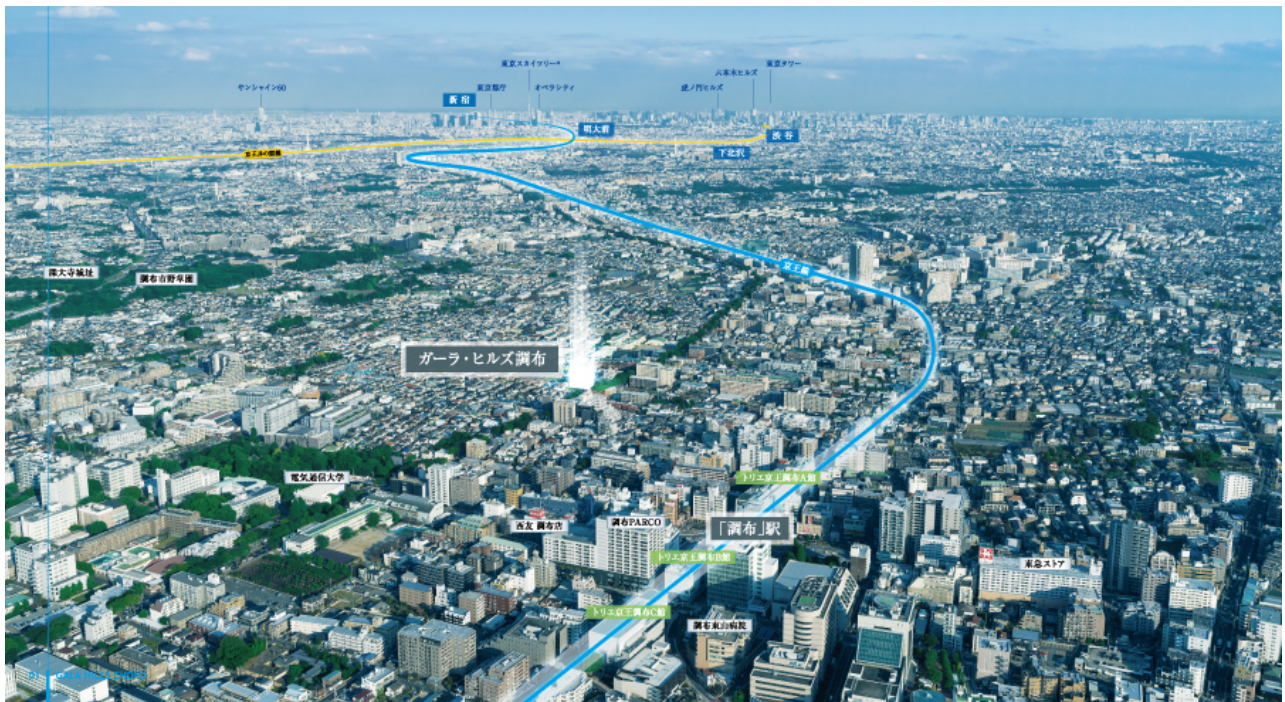 東京スカイツリー®
六本木ヒルズ
東京タワー
サンシャイン60
東京都庁
オペラシティ
虎ノ門ヒルズ
新宿
明大前
渋谷
下北沢
京王井の頭線
京王線
深大寺城址
調布市野草園
ガーラ・ヒルズ調布
電気通信大学
トリエ京王調布A館
西友 調布店
調布PARCO
「調布」駅
トリエ京王調布B館
東急ストア
トリエ京王調布C館
調布東山病院
GALA HILLS CHOFU